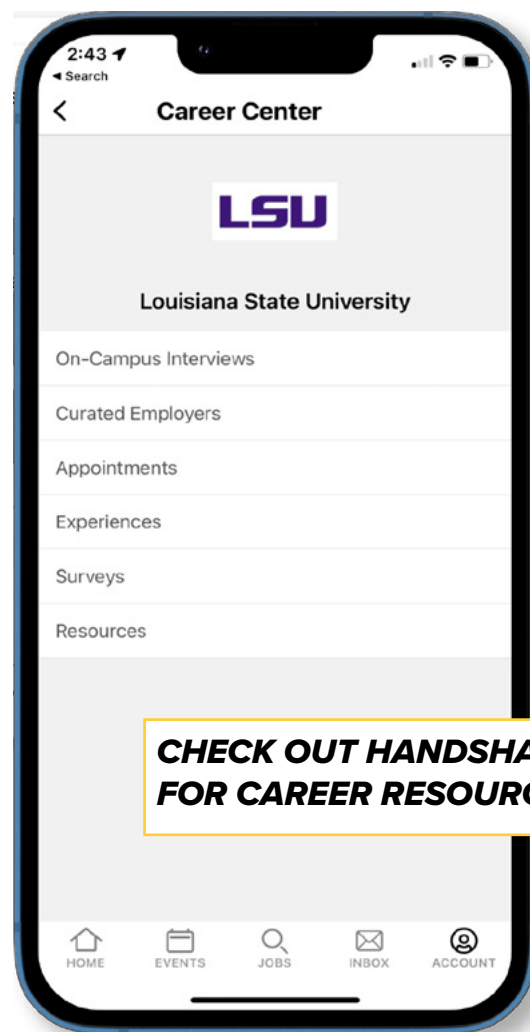 2:43
◄ Search
< Career Center
LSU
Louisiana State University
On-Campus Interviews
Curated Employers
Appointments
Experiences
Surveys
Resources
CHECK OUT HANDSHA
FOR CAREER RESOURC
HOME EVENTS JOBS INBOX ACCOUNT